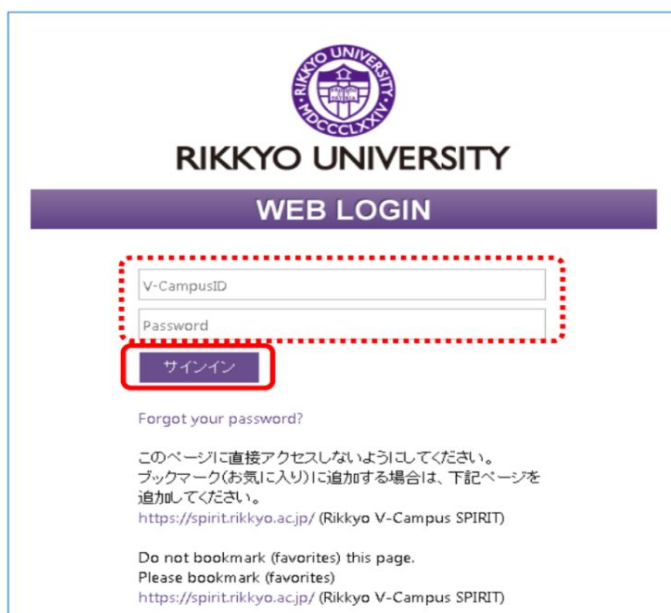 RIKKYO UNIVERSITY
MDCCCLXXIV
RIKKYO UNIVERSITY
WEB LOGIN
V-CampusID
Password
サインイン
Forgot your password?
このページに直接アクセスしないようにしてください。
ブックマーク(お気に入り)に追加する場合は、下記ページを
追加してください。
https://spirit.rikkyo.ac.jp/ (Rikkyo V-Campus SPIRIT)
Do not bookmark (favorites) this page.
Please bookmark (favorites)
https://spirit.rikkyo.ac.jp/ (Rikkyo V-Campus SPIRIT)